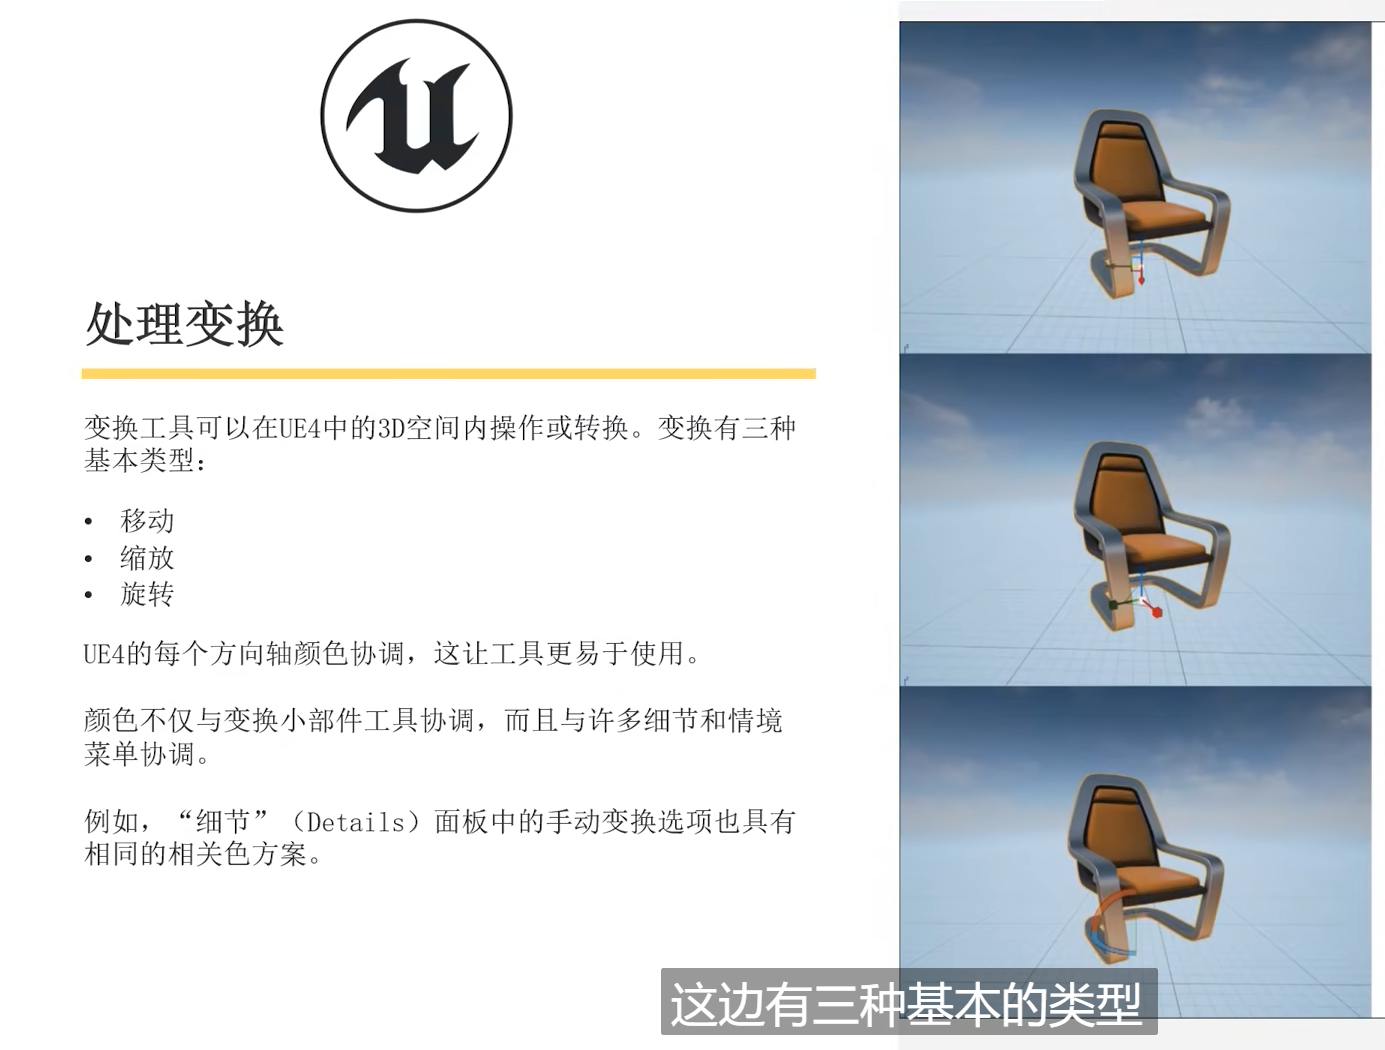 处理变换
变换工具可以在UE4中的3D空间内操作或转换。变换有三种
基本类型：
• 移动
• 缩放
• 旋转
UE4的每个方向轴颜色协调，这让工具更易于使用。
颜色不仅与变换小部件工具协调，而且与许多细节和情境
菜单协调。
例如，“细节”（Details）面板中的手动变换选项也具有
相同的相关色方案。
这边有三种基本的类型